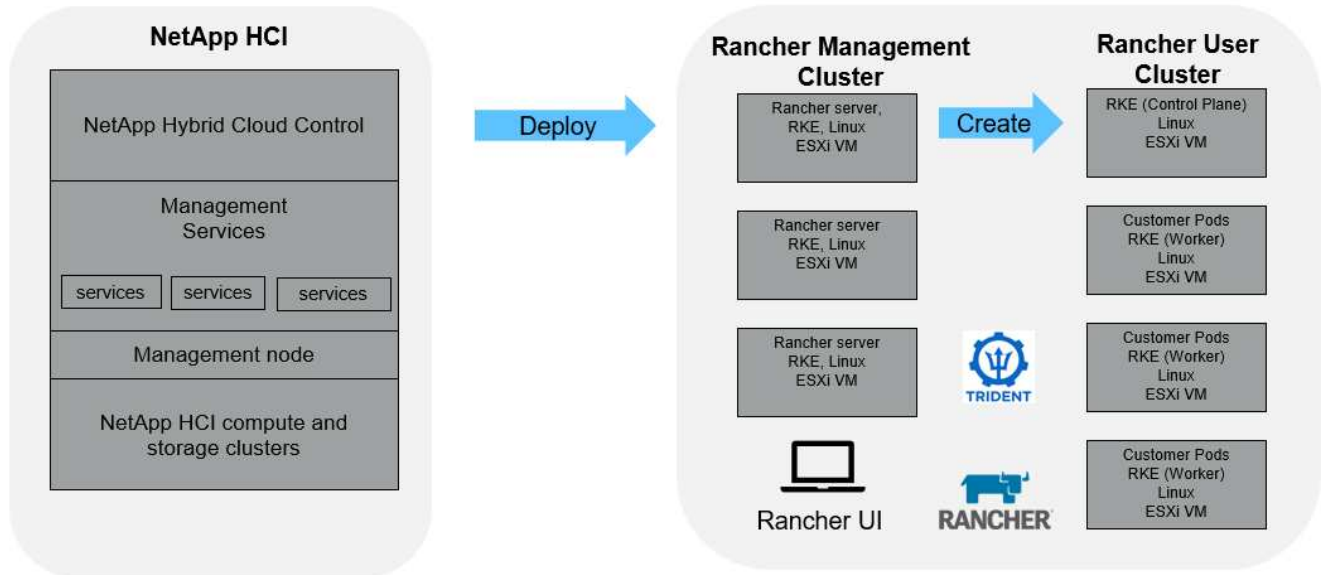 NetApp HCI
NetApp Hybrid Cloud Control
Management
Services
services
services
services
Management node
NetApp HCI compute and
storage clusters
Deploy
Rancher Management
Cluster
Rancher server,
RKE, Linux
ESXi VM
Rancher server
RKE, Linux
ESXi VM
Rancher server
RKE, Linux
ESXi VM
Rancher UI
Create
TRIDENT
RANCHER
Rancher User
Cluster
RKE (Control Plane)
Linux
ESXi VM
Customer Pods
RKE (Worker)
Linux
ESXi VM
Customer Pods
RKE (Worker)
Linux
ESXi VM
Customer Pods
RKE (Worker)
Linux
ESXi VM